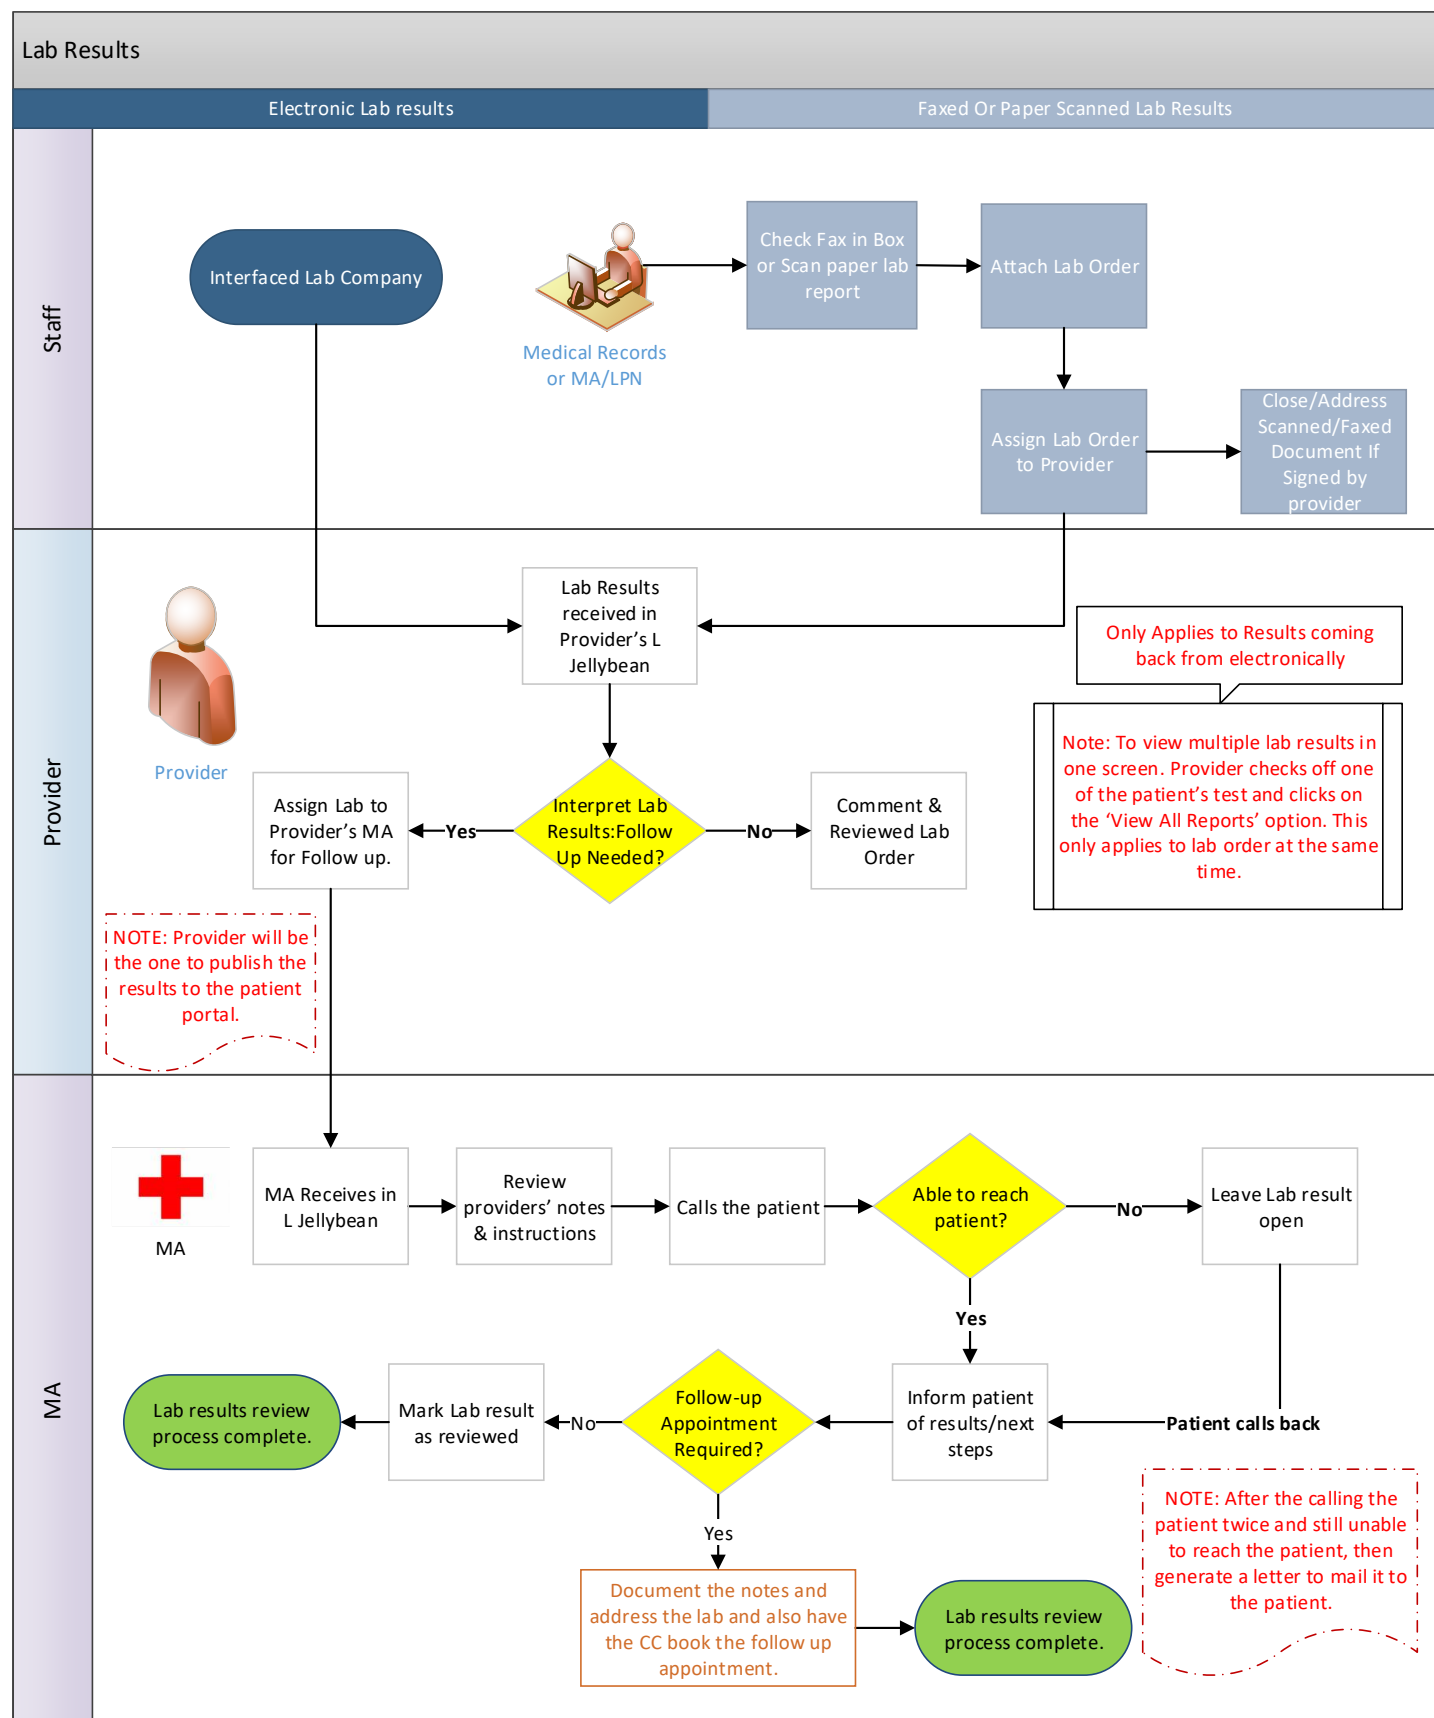 Lab Results
Electronic Lab results
Faxed Or Paper Scanned Lab Results
Staff
Interfaced Lab Company
Medical Records
or MA/LPN
Check Fax in Box
or Scan paper lab
report
Attach Lab Order
Assign Lab Order
to Provider
Close/Address
Scanned/Faxed
Document If
Signed by
provider
Provider
Provider
Lab Results
received in
Provider's L
Jellybean
Only Applies to Results coming
back from electronically
Note: To view multiple lab results in
one screen. Provider checks off one
of the patient's test and clicks on
the ‘View All Reports’ option. This
only applies to lab order at the same
time.
Assign Lab to
Provider's MA
for Follow up.
Yes
Interpret Lab
Results:Follow
Up Needed?
No
Comment &
Reviewed Lab
Order
NOTE: Provider will be
the one to publish the
results to the patient
portal.
MA
MA
MA Receives in
L Jellybean
Review
providers’ notes
& instructions
Calls the patient
Able to reach
patient?
No
Leave Lab result
open
Yes
Lab results review
process complete.
Mark Lab result
as reviewed
No
Follow-up
Appointment
Required?
Inform patient
of results/next
steps
Patient calls back
Yes
NOTE: After the calling the
patient twice and still unable
to reach the patient, then
generate a letter to mail it to
the patient.
Document the notes and
address the lab and also have
the CC book the follow up
appointment.
Lab results review
process complete.